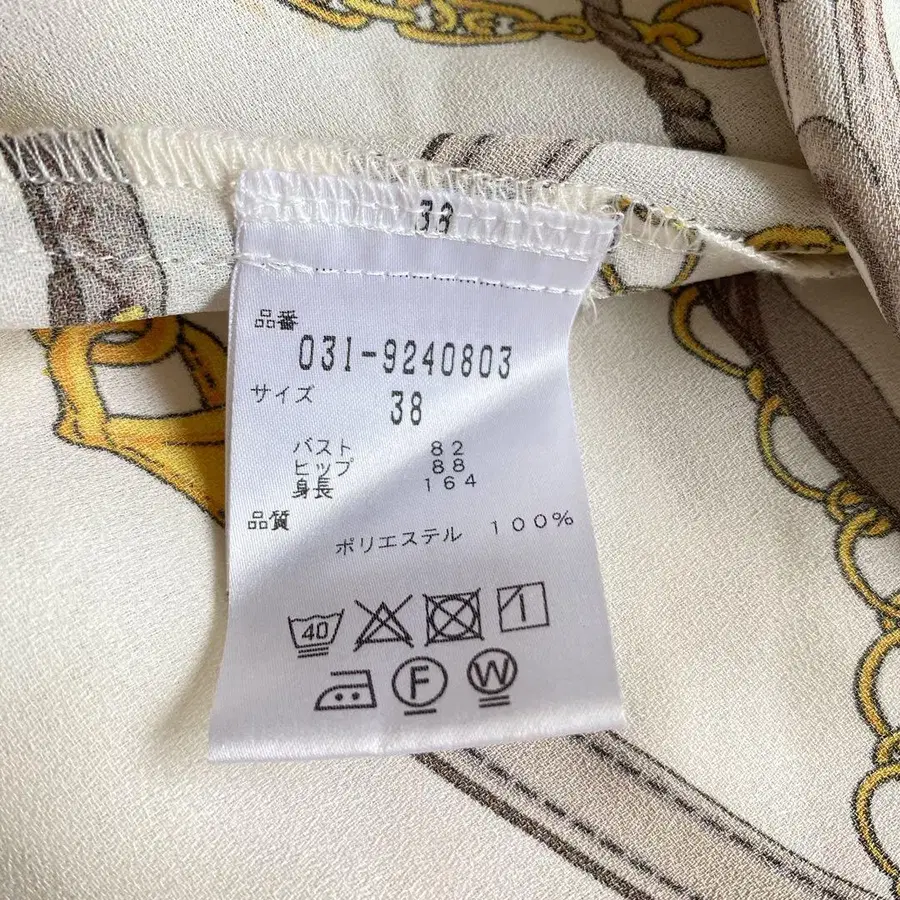 38
品番
031-9240803
サイズ
38
バスト 82
ヒップ 88
身長 164
品質
ポリエステル 100%
40
F W